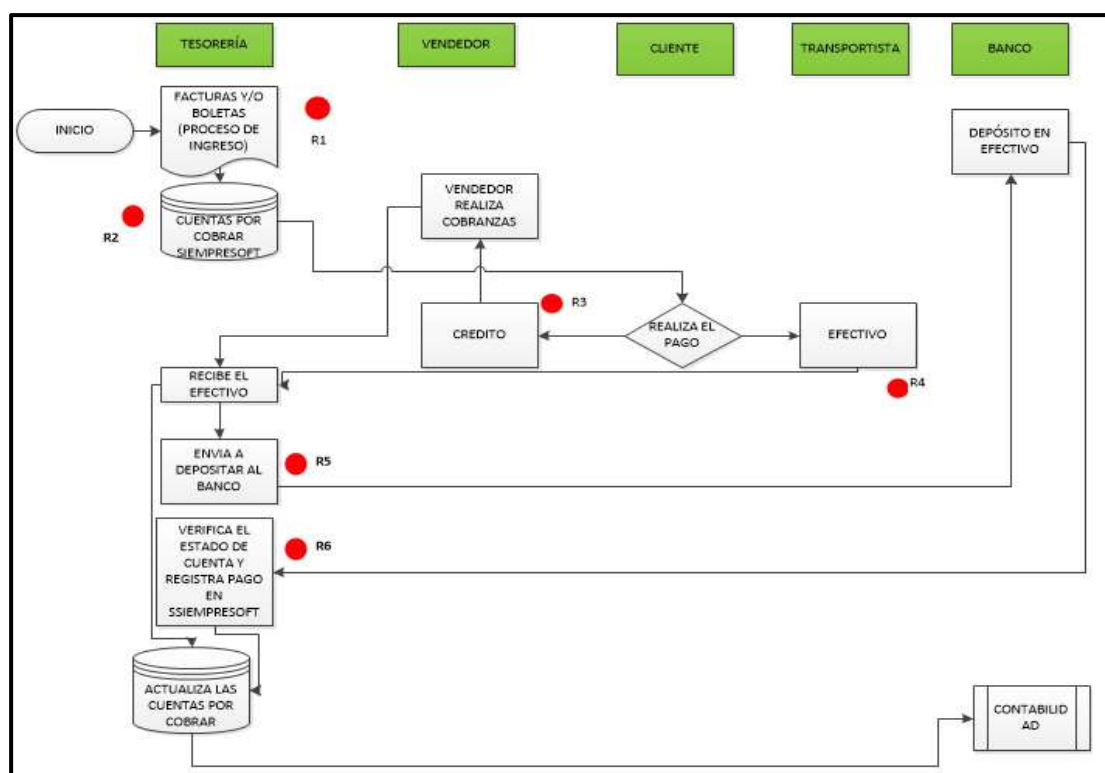 TESORERÍA
VENDEDOR
CLIENTE
TRANSPORTISTA
BANCO
INICIO
FACTURAS Y/O
BOLETAS
(PROCESO DE
INGRESO)
R1
DEPÓSITO EN
EFECTIVO
R2
CUENTAS POR
COBRAR
SIEMPRESOFT
VENDEDOR
REALIZA
COBRANZAS
CREDITO
R3
REALIZA EL
PAGO
EFECTIVO
R4
RECIBE EL
EFECTIVO
ENVIA A
DEPOSITAR AL
BANCO
R5
VERIFICA EL
ESTADO DE
CUENTA Y
REGISTRA PAGO
EN
SSIEMPRESOFT
R6
ACTUALIZA LAS
CUENTAS POR
COBRAR
CONTABILID
AD